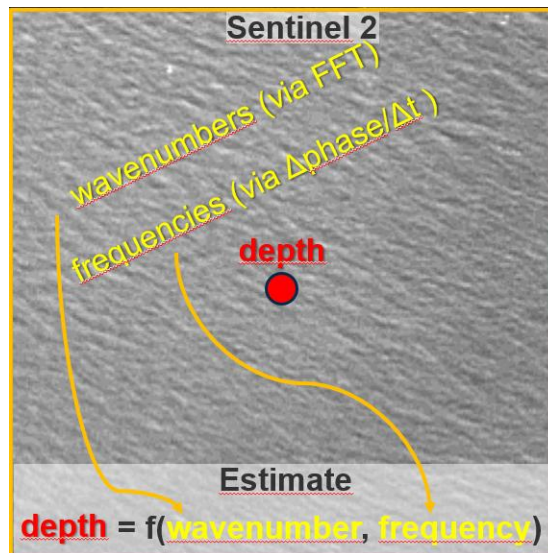 Sentinel 2
wavenumbers (via FFT)
frequencies (via Δphase/Δt )
depth
Estimate
depth = f(wavenumber, frequency)